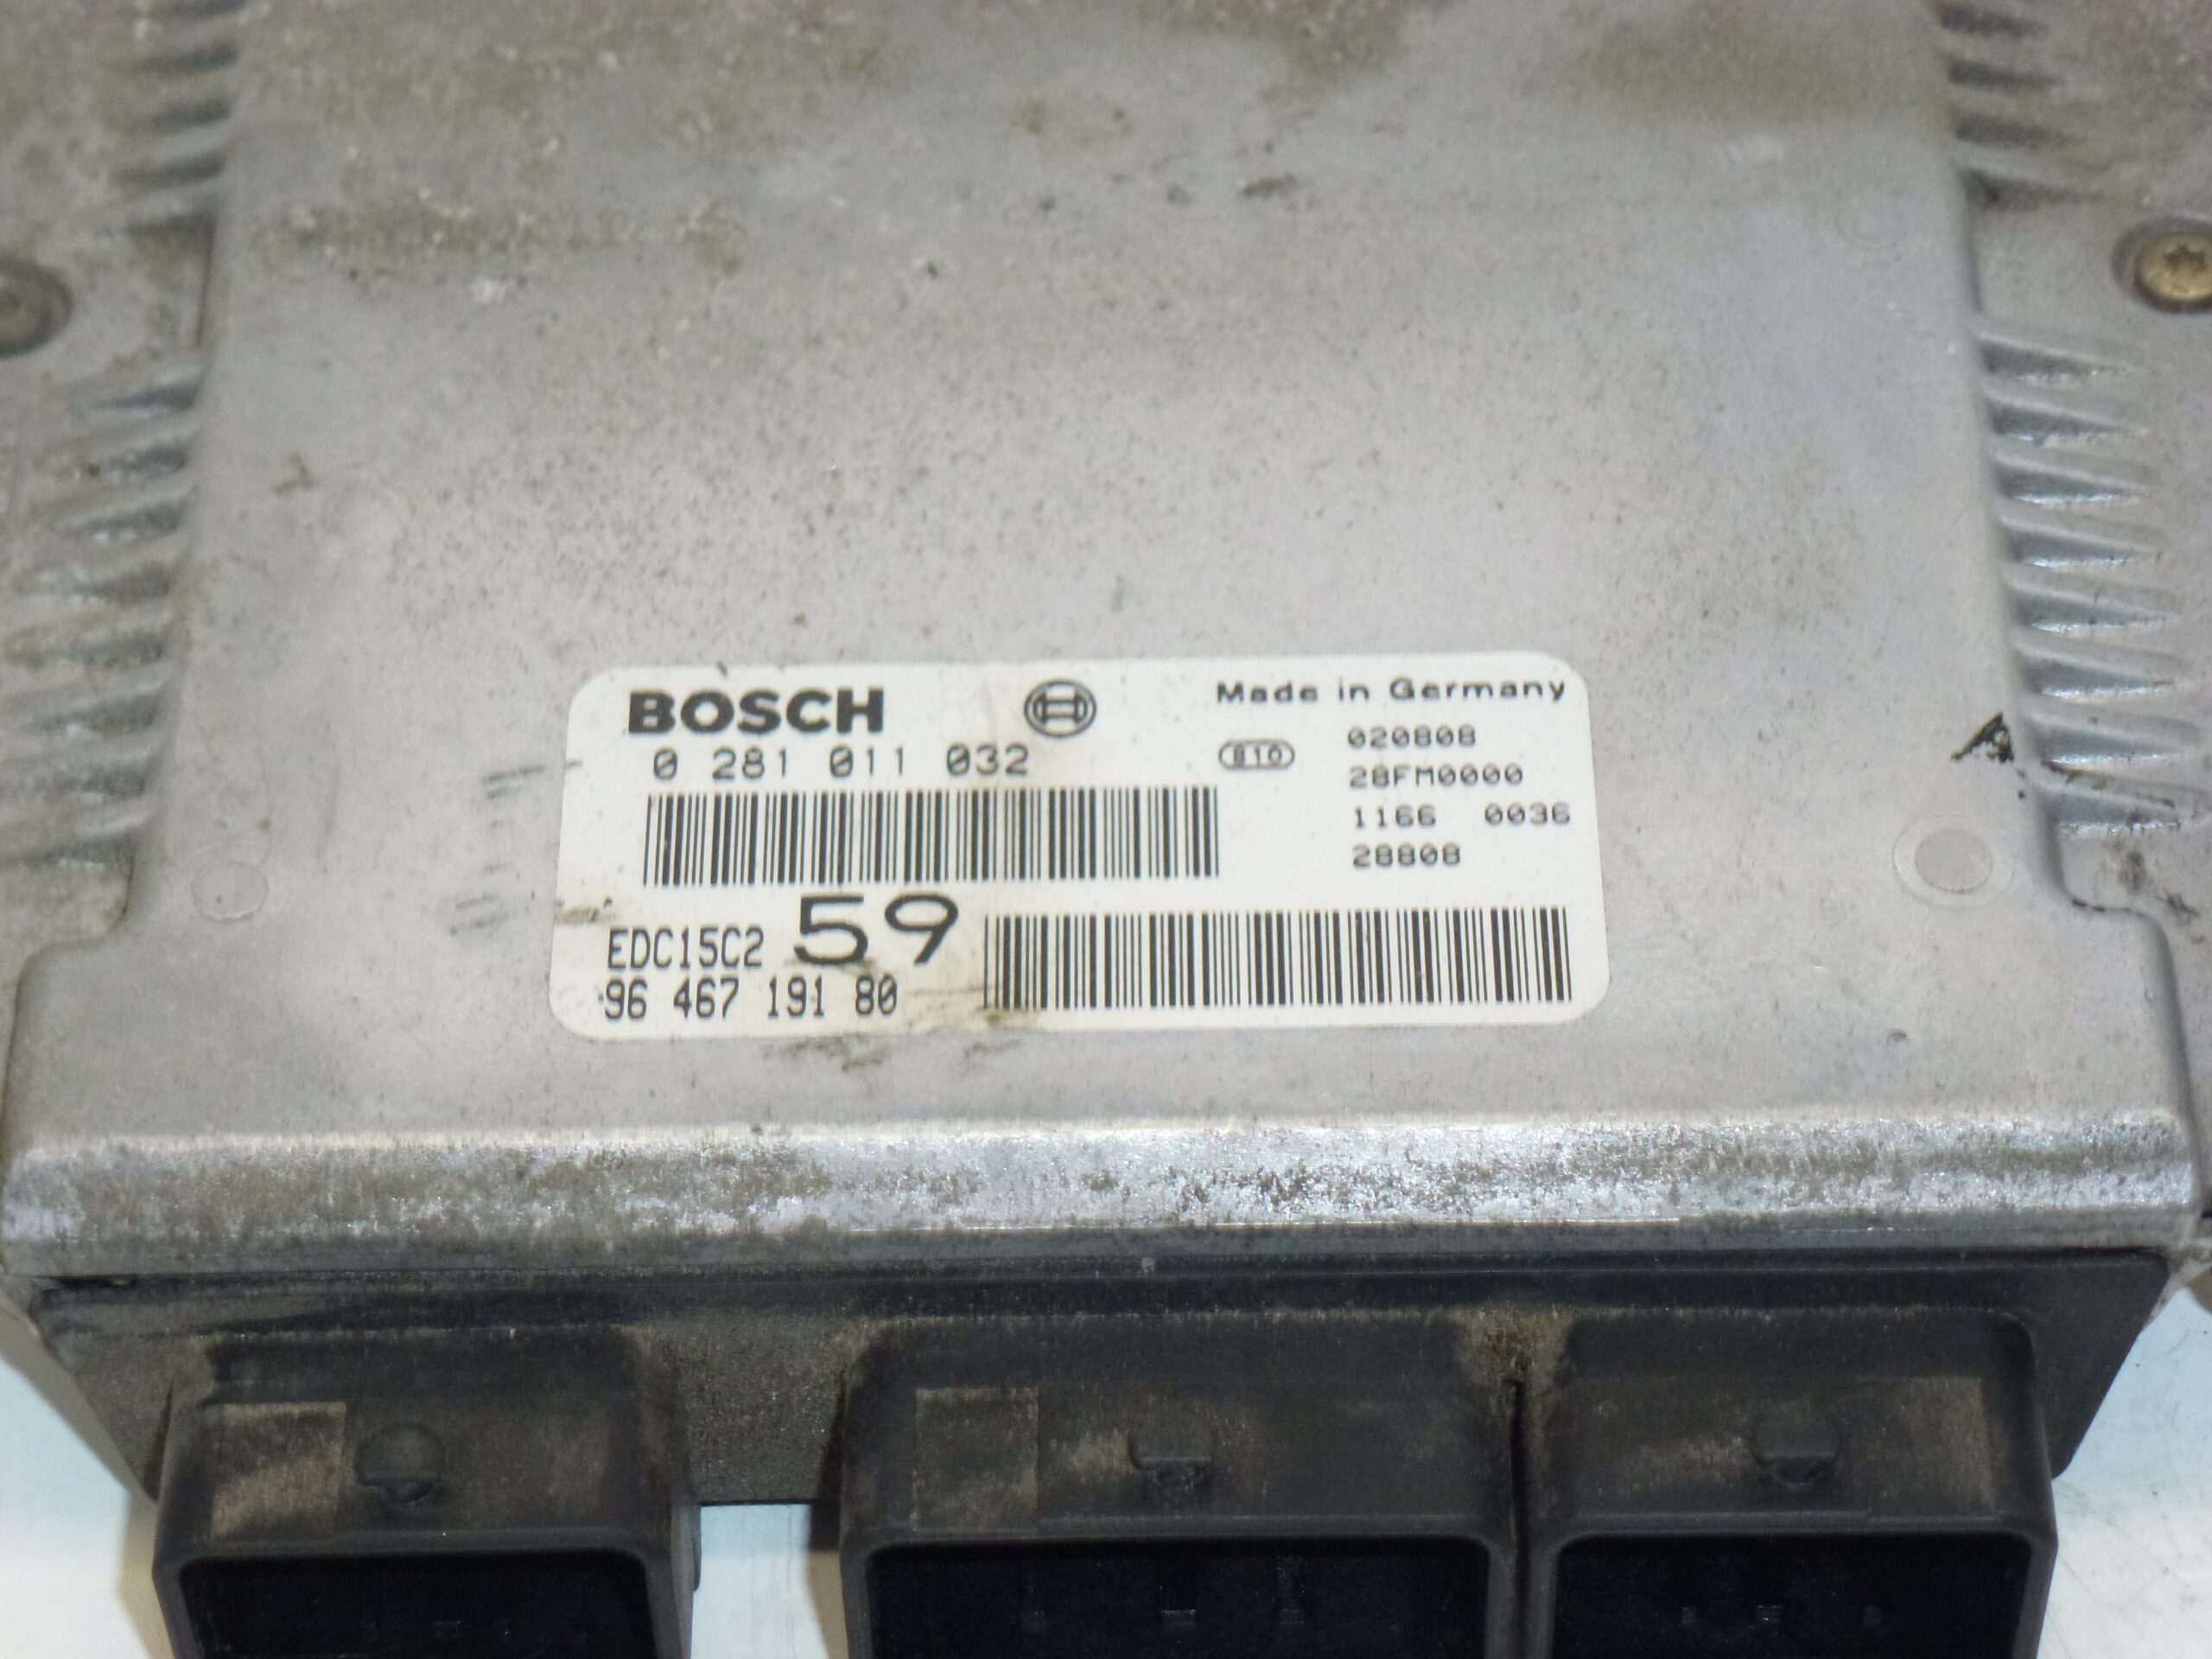 BOSCH
Made in Germany
0 281 011 032
810
020808
28FM0000
1166 0036
28808
EDC15C2 59
96 467 191 80